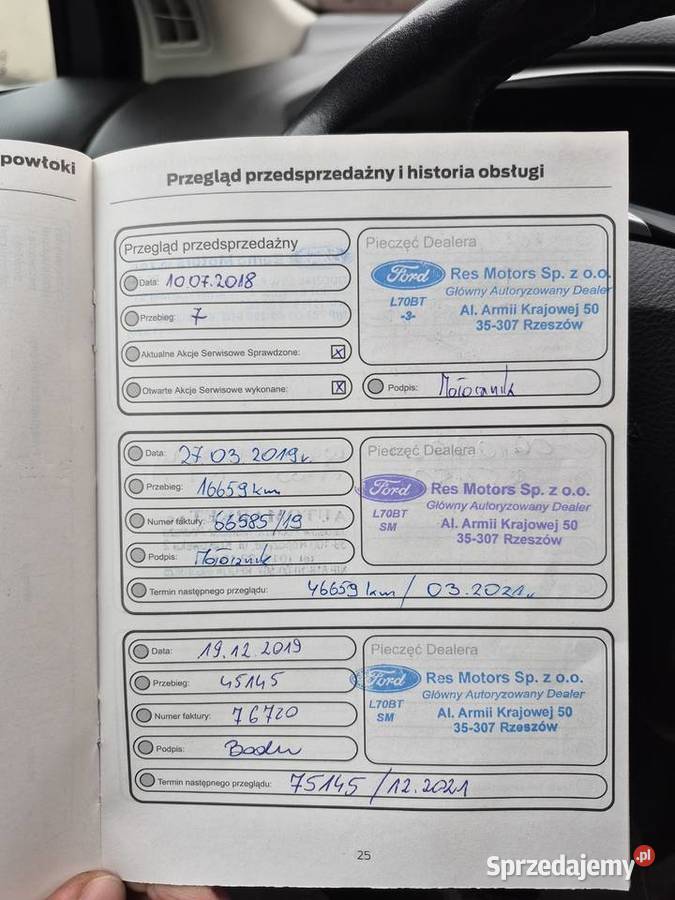 powłoki
Przegląd przedsprzedażny i historia obsługi
Przegląd przedsprzedażny
Data: 10.07.2018
Przebieg: 7
Aktualne Akcje Serwisowe Sprawdzone: X
Otwarte Akcje Serwisowe wykonane: X
Pieczęć Dealera
Ford
Res Motors Sp. z o.o.
Główny Autoryzowany Dealer
L70BT
-3-
Al. Armii Krajowej 50
35-307 Rzeszów
Podpis:
Data: 27.03.2019r.
Przebieg: 16659 km
Numer faktury: 66585/19
Podpis:
Termin następnego przeglądu: 46659 km / 03.2021r.
Pieczęć Dealera
Ford
Res Motors Sp. z o.o.
Główny Autoryzowany Dealer
L70BT
SM
Al. Armii Krajowej 50
35-307 Rzeszów
Data: 19.12.2019
Przebieg: 45145
Numer faktury: 76720
Podpis:
Termin następnego przeglądu: 75145 / 12.2021
Pieczęć Dealera
Ford
Res Motors Sp. z o.o.
Główny Autoryzowany Dealer
L70BT
SM
Al. Armii Krajowej 50
35-307 Rzeszów
25
Sprzedajemy.pl